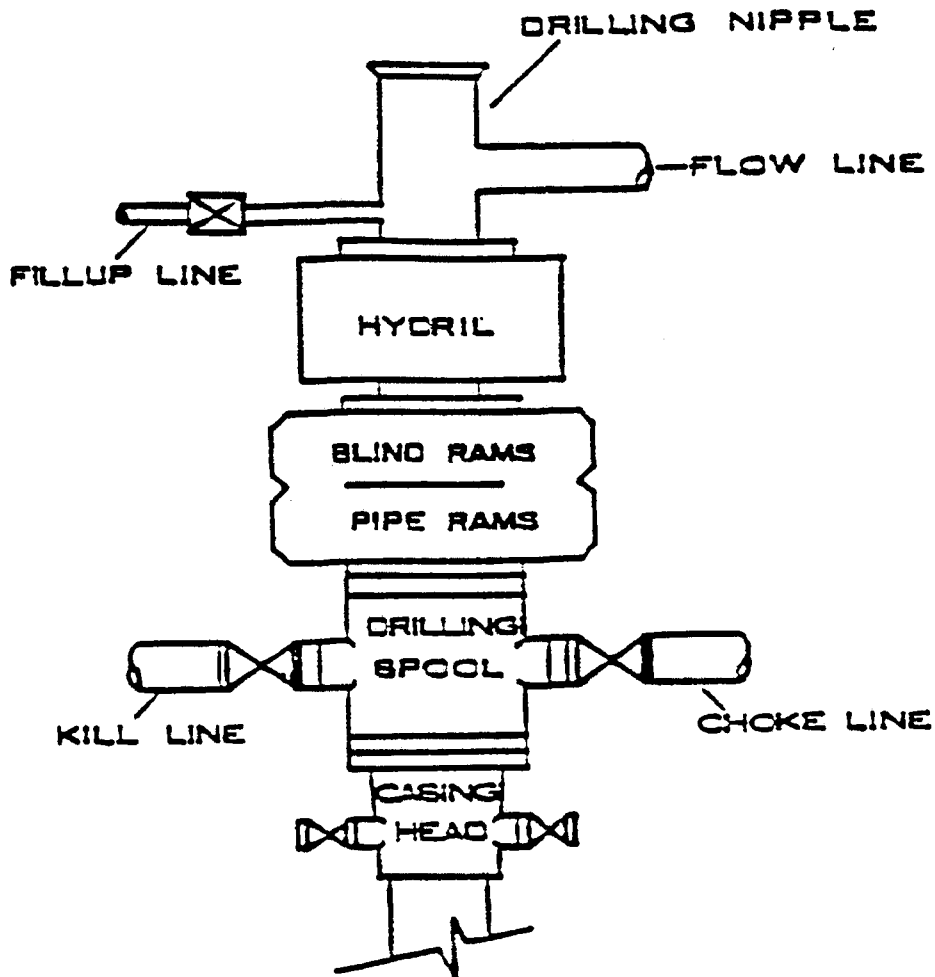 DRILLING NIPPLE
FLOW LINE
FILLUP LINE
HYDRIL
BLIND RAMS
PIPE RAMS
DRILLING
SPOOL
KILL LINE
CHOKE LINE
CASING
HEAD